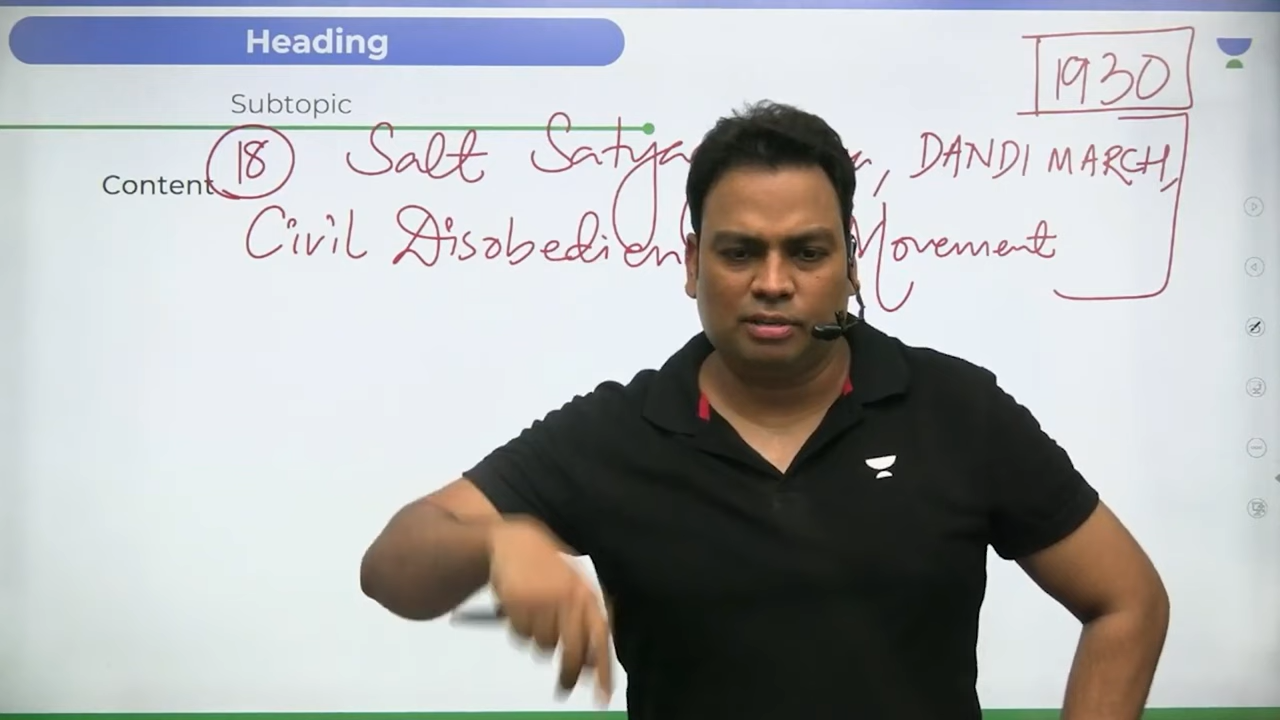 Heading
1930
Subtopic
18 Salt Satya , DANDI MARCH,
Content
Civil Disobedien Movement